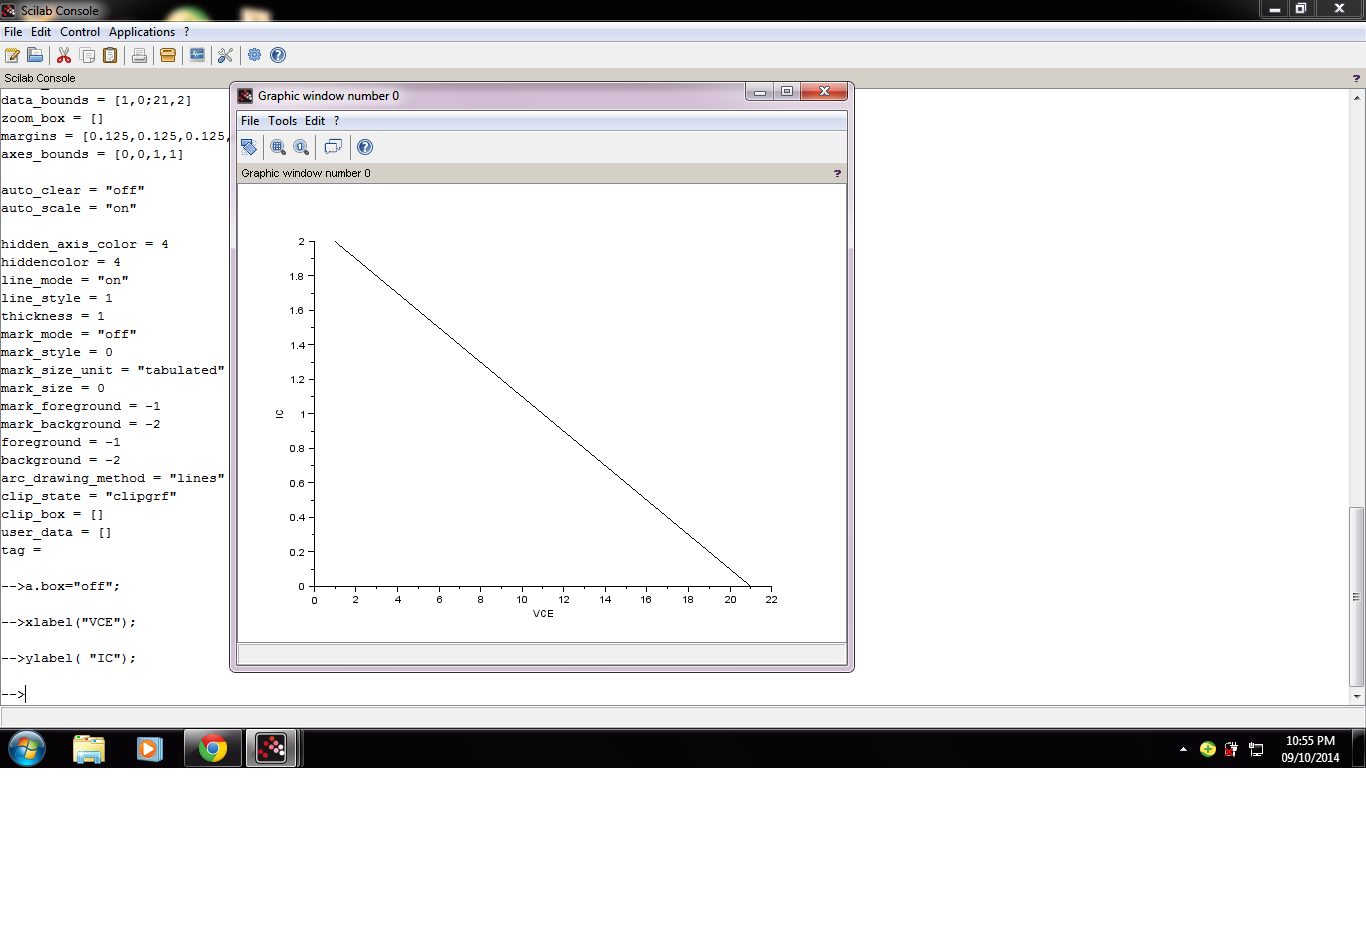 Scilab Console
File Edit Control Applications ?
Scilab Console ?
data_bounds = [1,0;21,2]
zoom_box = []
margins = [0.125,0.125,0.125,
axes_bounds = [0,0,1,1]
auto_clear = "off"
auto_scale = "on"
hidden_axis_color = 4
hiddencolor = 4
line_mode = "on"
line_style = 1
thickness = 1
mark_mode = "off"
mark_style = 0
mark_size_unit = "tabulated"
mark_size = 0
mark_foreground = -1
mark_background = -2
foreground = -1
background = -2
arc_drawing_method = "lines"
clip_state = "clipgrf"
clip_box = []
user_data = []
tag =
-->a.box="off";
-->xlabel("VCE");
-->ylabel( "IC");
-->
Graphic window number 0
File Tools Edit ?
Graphic window number 0 ?
2
1.8
1.6
1.4
1.2
1
0.8
0.6
0.4
0.2
0
IC
0 2 4 6 8 10 12 14 16 18 20 22
VCE
10:55 PM
09/10/2014